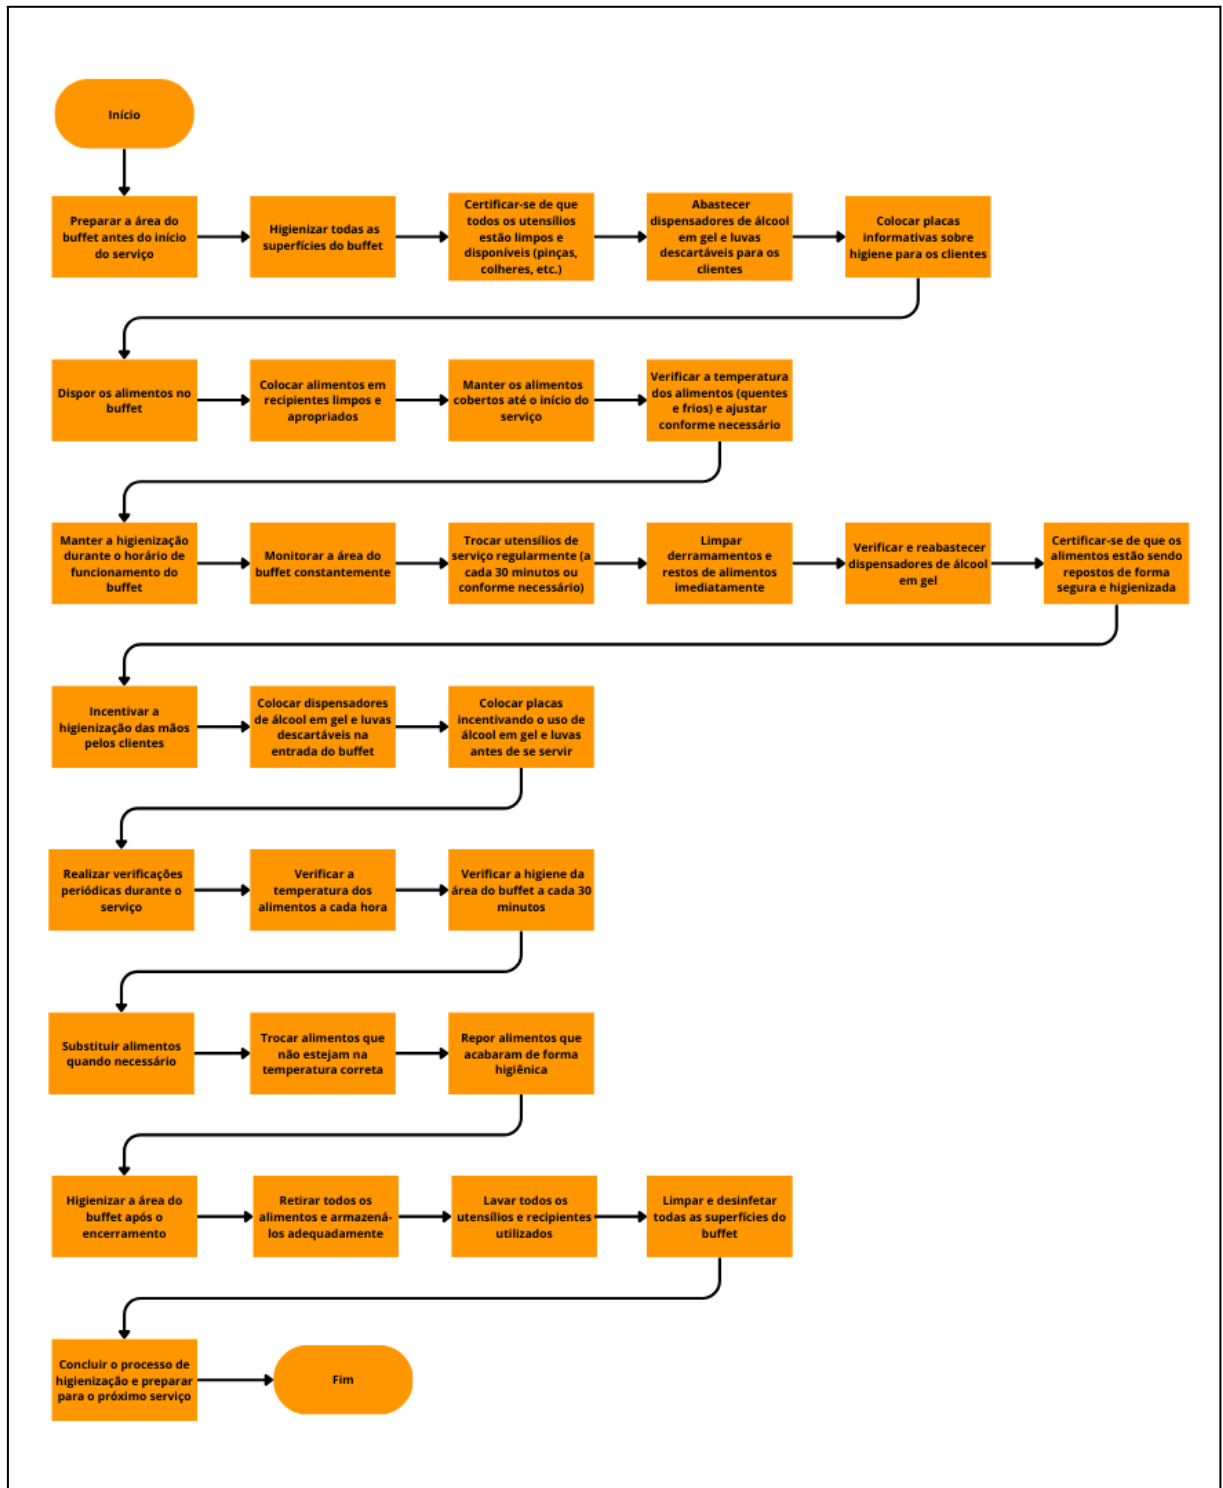 Início
Preparar a área do
buffet antes do início
do serviço
Higienizar todas as
superfícies do buffet
Certificar-se de que
todos os utensílios
estão limpos e
disponíveis (pinças,
colheres, etc.)
Abastecer
dispensadores de álcool
em gel e luvas
descartáveis para os
clientes
Colocar placas
informativas sobre
higiene para os clientes
Dispor os alimentos no
buffet
Colocar alimentos em
recipientes limpos e
apropriados
Manter os alimentos
cobertos até o início do
serviço
Verificar a temperatura
dos alimentos (quentes
e frios) e ajustar
conforme necessário
Manter a higienização
durante o horário de
funcionamento do
buffet
Monitorar a área do
buffet constantemente
Trocar utensílios de
serviço regularmente (a
cada 30 minutos ou
conforme necessário)
Limpar
derramamentos e
restos de alimentos
imediatamente
Verificar e reabastecer
dispensadores de álcool
em gel
Certificar-se de que os
alimentos estão sendo
repostos de forma
segura e higienizada
Incentivar a
higienização das mãos
pelos clientes
Colocar dispensadores
de álcool em gel e luvas
descartáveis na
entrada do buffet
Colocar placas
incentivando o uso de
álcool em gel e luvas
antes de se servir
Realizar verificações
periódicas durante o
serviço
Verificar a
temperatura dos
alimentos a cada hora
Verificar a higiene da
área do buffet a cada 30
minutos
Substituir alimentos
quando necessário
Trocar alimentos que
não estejam na
temperatura correta
Repor alimentos que
acabaram de forma
higiênica
Higienizar a área do
buffet após o
encerramento
Retirar todos os
alimentos e armazená-
los adequadamente
Lavar todos os
utensílios e recipientes
utilizados
Limpar e desinfetar
todas as superfícies do
buffet
Concluir o processo de
higienização e preparar
para o próximo serviço
Fim